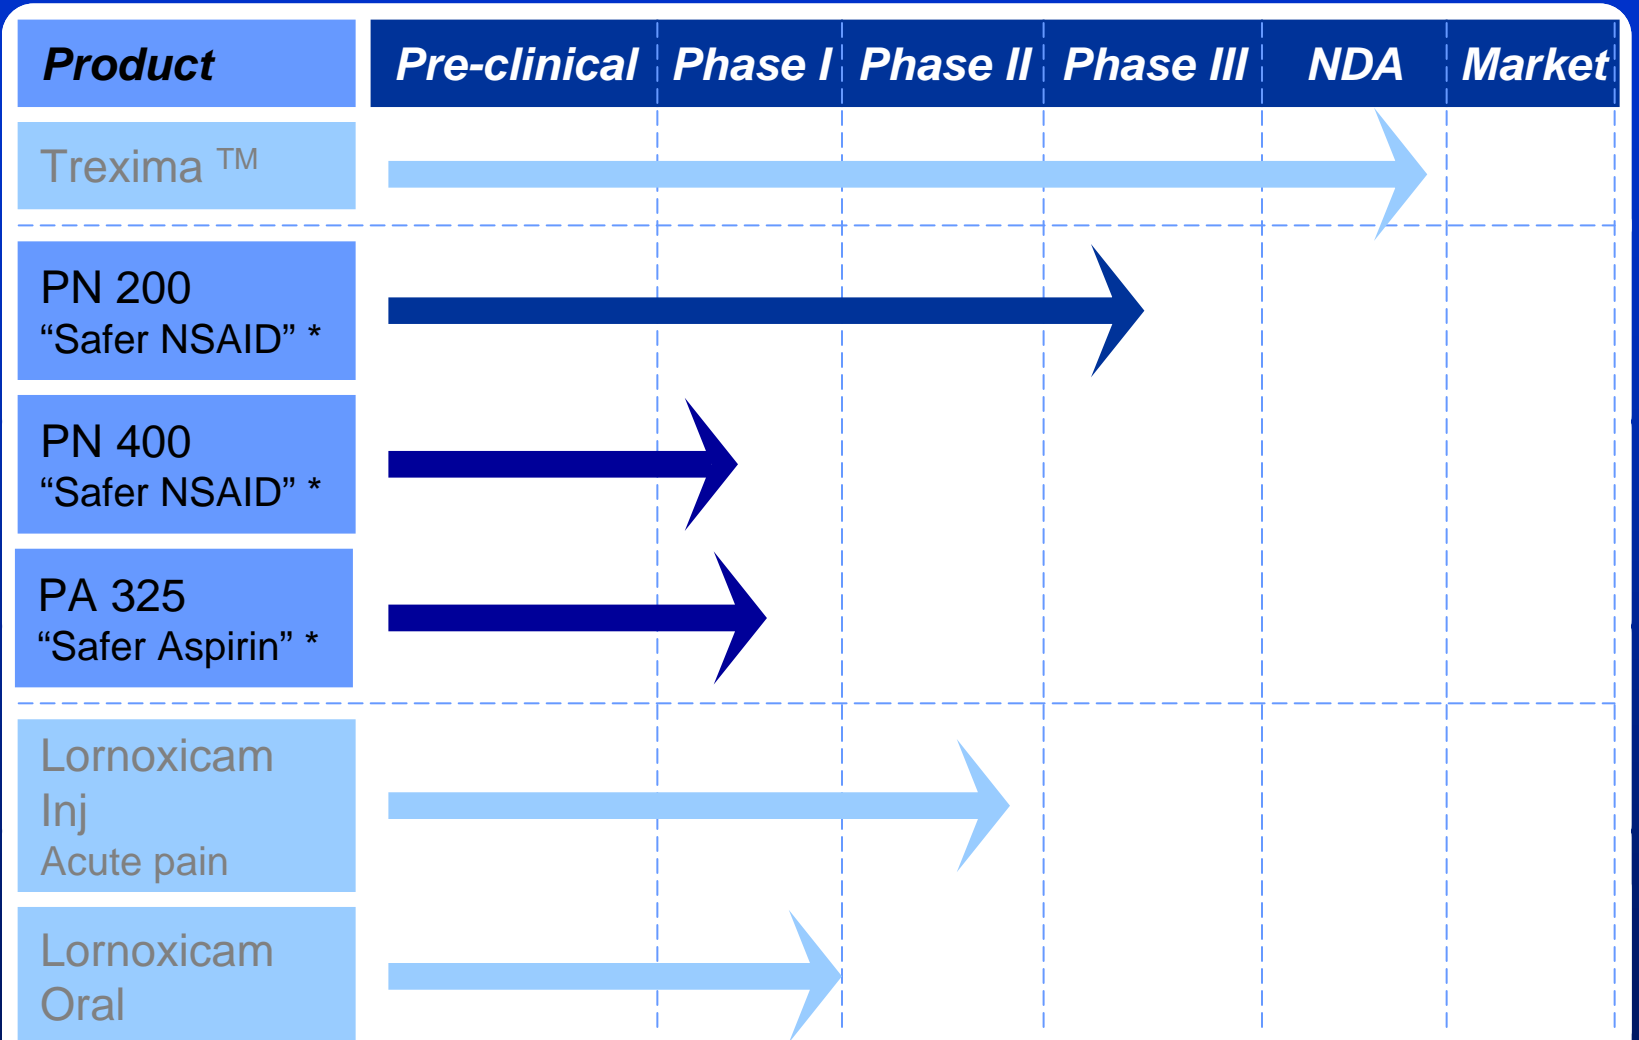 Product Pre-clinical Phase I Phase II Phase III NDA Market
Trexima TM
PN 200
“Safer NSAID” *
PN 400
“Safer NSAID” *
PA 325
“Safer Aspirin” *
Lornoxicam
Inj
Acute pain
Lornoxicam
Oral